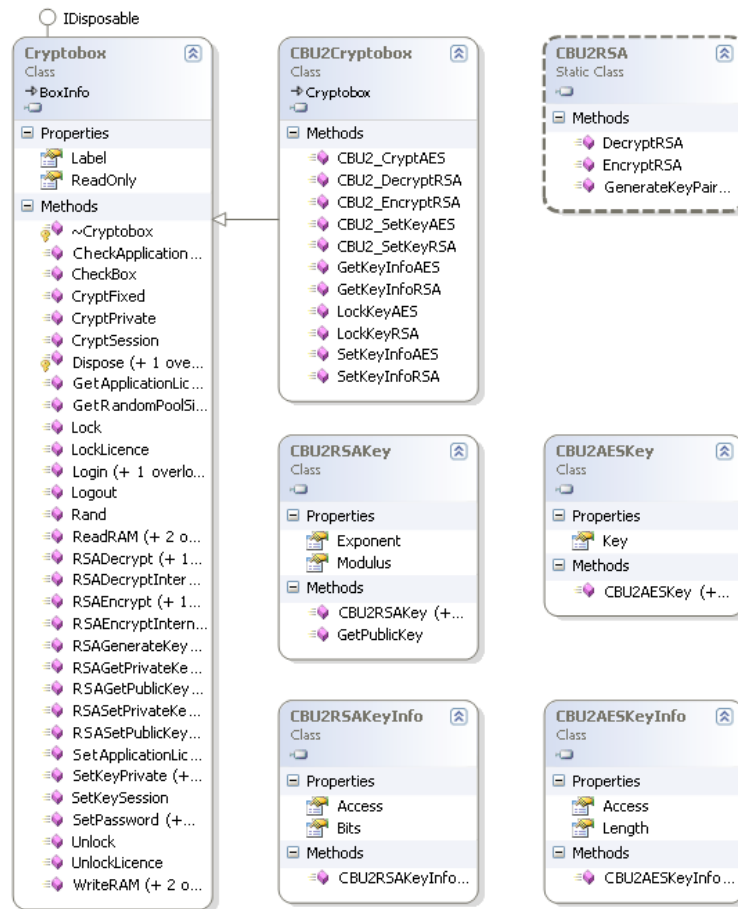 IDisposable
Cryptobox
Class
BoxInfo
Properties
Label
ReadOnly
Methods
~Cryptobox
CheckApplication...
CheckBox
CryptFixed
CryptPrivate
CryptSession
Dispose (+ 1 ove...
GetApplicationLic...
GetRandomPoolSi...
Lock
LockLicence
Login (+ 1 overlo...
Logout
Rand
ReadRAM (+ 2 o...
RSADecrypt (+ 1...
RSADecryptInter...
RSAEncrypt (+ 1...
RSAEncryptIntern...
RSAGenerateKey...
RSAGetPrivateKe...
RSAGetPublicKey...
RSASetPrivateKe...
RSASetPublicKey...
SetApplicationLic...
SetKeyPrivate (+...
SetKeySession
SetPassword (+...
Unlock
UnlockLicence
WriteRAM (+ 2 o...
CBU2Cryptobox
Class
Cryptobox
Methods
CBU2_CryptAES
CBU2_DecryptRSA
CBU2_EncryptRSA
CBU2_SetKeyAES
CBU2_SetKeyRSA
GetKeyInfoAES
GetKeyInfoRSA
LockKeyAES
LockKeyRSA
SetKeyInfoAES
SetKeyInfoRSA
CBU2RSA
Static Class
Methods
DecryptRSA
EncryptRSA
GenerateKeyPair...
CBU2RSAKey
Class
Properties
Exponent
Modulus
Methods
CBU2RSAKey (+...
GetPublicKey
CBU2AESKey
Class
Properties
Key
Methods
CBU2AESKey (+...
CBU2RSAKeyInfo
Class
Properties
Access
Bits
Methods
CBU2RSAKeyInfo...
CBU2AESKeyInfo
Class
Properties
Access
Length
Methods
CBU2AESKeyInfo...